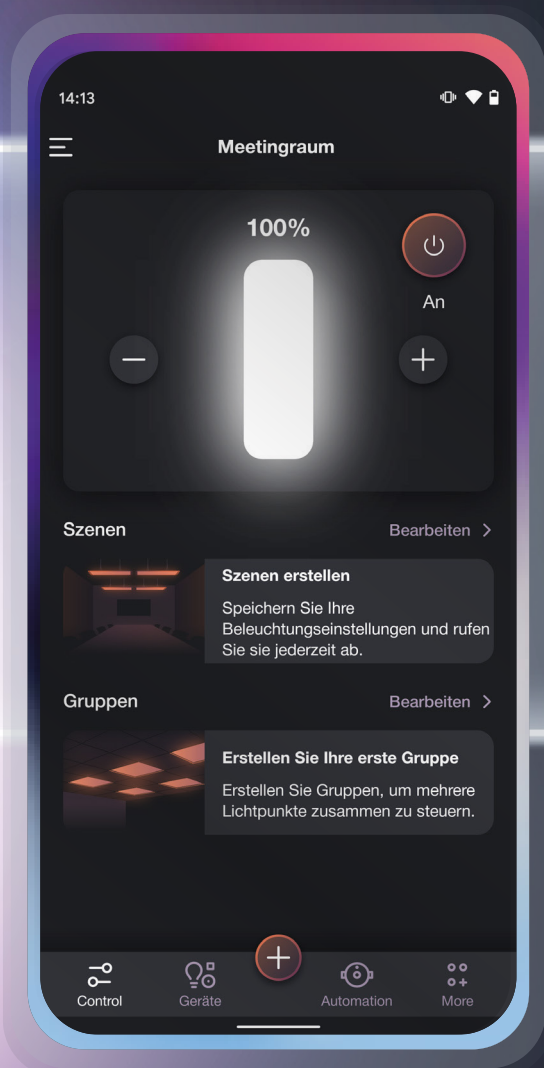 14:13
Meetingraum
100%
An
Szenen
Bearbeiten
Szenen erstellen
Speichern Sie Ihre
Beleuchtungseinstellungen und rufen
Sie sie jederzeit ab.
Gruppen
Bearbeiten
Erstellen Sie Ihre erste Gruppe
Erstellen Sie Gruppen, um mehrere
Lichtpunkte zusammen zu steuern.
Control
Geräte
Automation
More